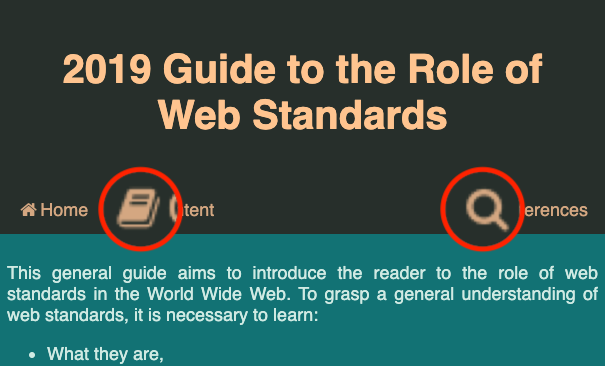 2019 Guide to the Role of
Web Standards
Home tent erences
This general guide aims to introduce the reader to the role of web
standards in the World Wide Web. To grasp a general understanding of
web standards, it is necessary to learn:
• What they are,